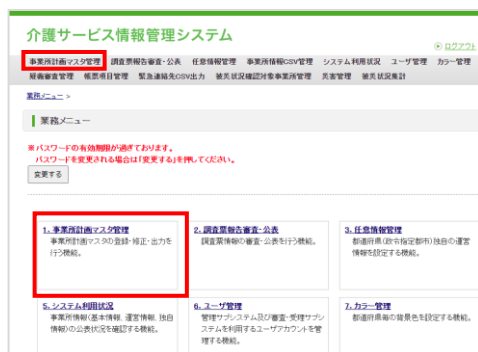 介護サービス情報管理システム
ログアウト
事業所計画マスタ管理 調査票報告審査・公表 任意情報管理 事業所情報CSV管理 システム利用状況 ユーザ管理 カラー管理
疑義審査管理 帳票項目管理 緊急連絡先CSV出力 被災状況確認対象事業所管理 災害管理 被災状況集計
業務メニュー >
業務メニュー
※パスワードの有効期限が過ぎております。
パスワードを変更される場合は「変更する」を押してください。
変更する
1. 事業所計画マスタ管理
事業所計画マスタの登録・修正・出力を
行う機能。
2. 調査票報告審査・公表
調査票情報の審査・公表を行う機能。
3. 任意情報管理
都道府県(政令指定都市)独自の運営
情報を設定する機能。
5. システム利用状況
事業所情報(基本情報、運営情報、独自
情報)の公表状況を確認する機能。
6. ユーザ管理
管理サブシステム及び審査・受理サブシ
ステムを利用するユーザアカウントを管
理する機能。
7. カラー管理
都道府県毎の背景色を設定する機能。